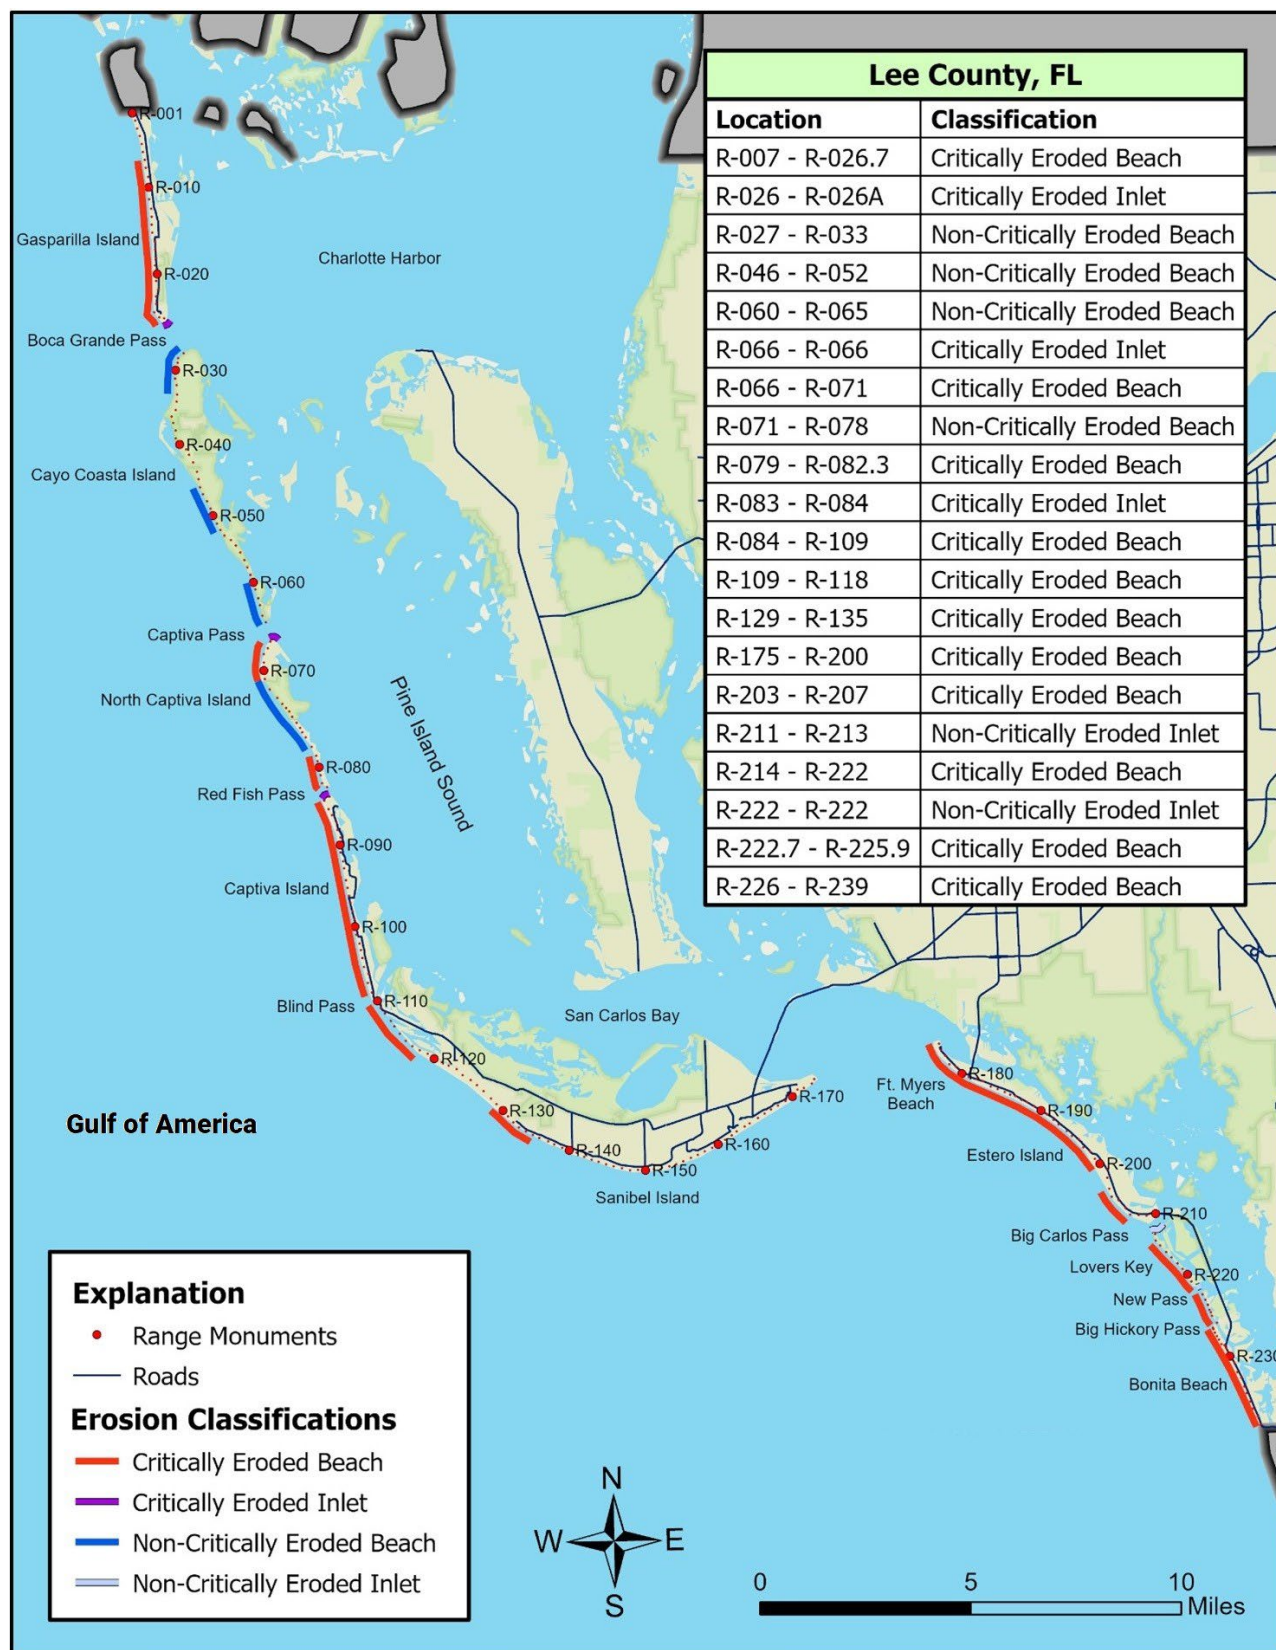 Lee County, FL
Location Classification
R-007 - R-026.7 Critically Eroded Beach
R-026 - R-026A Critically Eroded Inlet
R-027 - R-033 Non-Critically Eroded Beach
R-046 - R-052 Non-Critically Eroded Beach
R-060 - R-065 Non-Critically Eroded Beach
R-066 - R-066 Critically Eroded Inlet
R-066 - R-071 Critically Eroded Beach
R-071 - R-078 Non-Critically Eroded Beach
R-079 - R-082.3 Critically Eroded Beach
R-083 - R-084 Critically Eroded Inlet
R-084 - R-109 Critically Eroded Beach
R-109 - R-118 Critically Eroded Beach
R-129 - R-135 Critically Eroded Beach
R-175 - R-200 Critically Eroded Beach
R-203 - R-207 Critically Eroded Beach
R-211 - R-213 Non-Critically Eroded Inlet
R-214 - R-222 Critically Eroded Beach
R-222 - R-222 Non-Critically Eroded Inlet
R-222.7 - R-225.9 Critically Eroded Beach
R-226 - R-239 Critically Eroded Beach
R-001
R-010
Gasparilla Island
Charlotte Harbor
R-020
Boca Grande Pass
R-030
R-040
Cayo Coasta Island
R-050
R-060
Captiva Pass
R-070
North Captiva Island
Pine Island Sound
R-080
Red Fish Pass
R-090
Captiva Island
R-100
R-110
Blind Pass
San Carlos Bay
R-120
R-130
R-140
R-150
R-160
R-170
Sanibel Island
Gulf of America
R-180
Ft. Myers
Beach
R-190
Estero Island
R-200
R-210
Big Carlos Pass
Lovers Key
R-220
New Pass
Big Hickory Pass
R-230
Bonita Beach
Explanation
Range Monuments
Roads
Erosion Classifications
Critically Eroded Beach
Critically Eroded Inlet
Non-Critically Eroded Beach
Non-Critically Eroded Inlet
N
W E
S
0 5 10
Miles